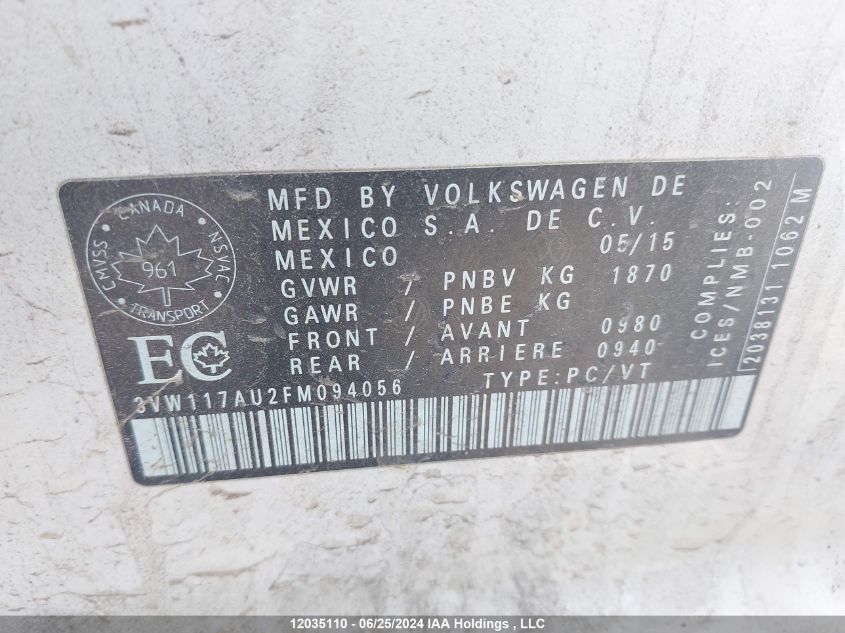 CANADA
CMVSS NSVAC
961
TRANSPORT
EC
MFD BY VOLKSWAGEN DE
MEXICO S.A. DE C.V.
MEXICO 05/15
GVWR / PNBV KG 1870
GAWR / PNBE KG
FRONT / AVANT 0980
REAR / ARRIERE 0940
3VW117AU2FM094056 TYPE:PC/VT
COMPLIES:
ICES/NMB-002
2038131 1062 M
12035110 - 06/25/2024 IAA Holdings , LLC